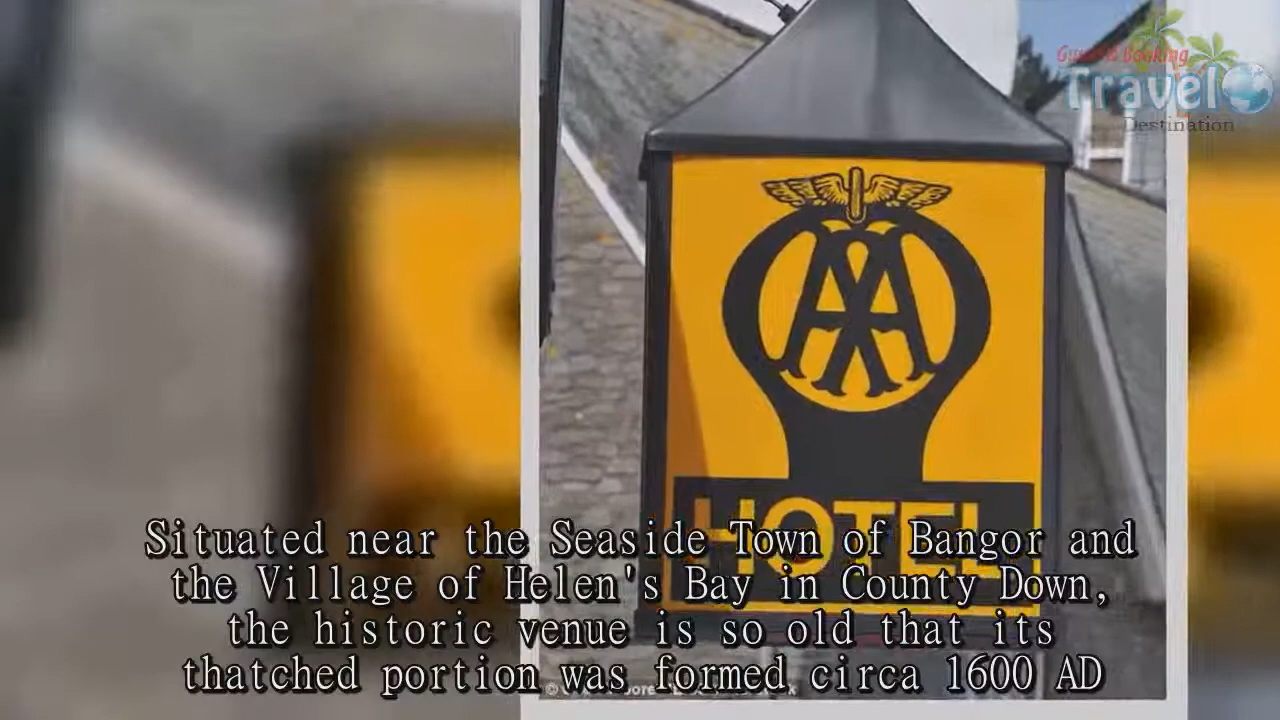 Guide & Booking
Travel
Destination
AA
HOTEL
Situated near the Seaside Town of Bangor and
the Village of Helen's Bay in County Down,
the historic venue is so old that its
thatched portion was formed circa 1600 AD